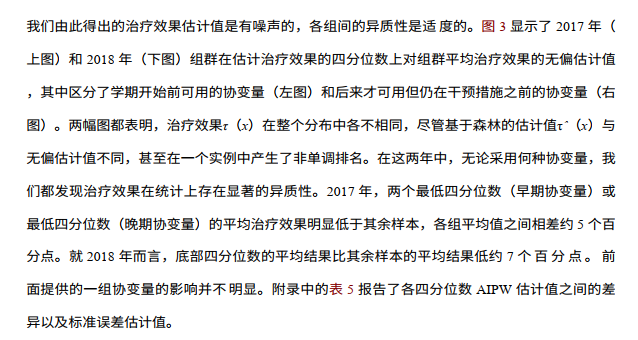 我们由此得出的治疗效果估计值是有噪声的，各组间的异质性是适 度的。图 3 显示了 2017 年（
上图）和 2018 年（下图）组群在估计治疗效果的四分位数上对组群平均治疗效果的无偏估计值
，其中区分了学期开始前可用的协变量（左图）和后来才可用但仍在干预措施之前的协变量（右
图）。两幅图都表明，治疗效果τ（x）在整个分布中各不相同，尽管基于森林的估计值τˆ（x）与
无偏估计值不同，甚至在一个实例中产生了非单调排名。在这两年中，无论采用何种协变量，我
们都发现治疗效果在统计上存在显著的异质性。2017 年，两个最低四分位数（早期协变量）或
最低四分位数（晚期协变量）的平均治疗效果明显低于其余样本，各组平均值之间相差约 5 个百
分点。就 2018 年而言，底部四分位数的平均结果比其余样本的平均结果低约 7 个 百 分 点 。 前
面提供的一组协变量的影响并不 明显。附录中的表 5 报告了各四分位数 AIPW 估计值之间的差
异以及标准误差估计值。